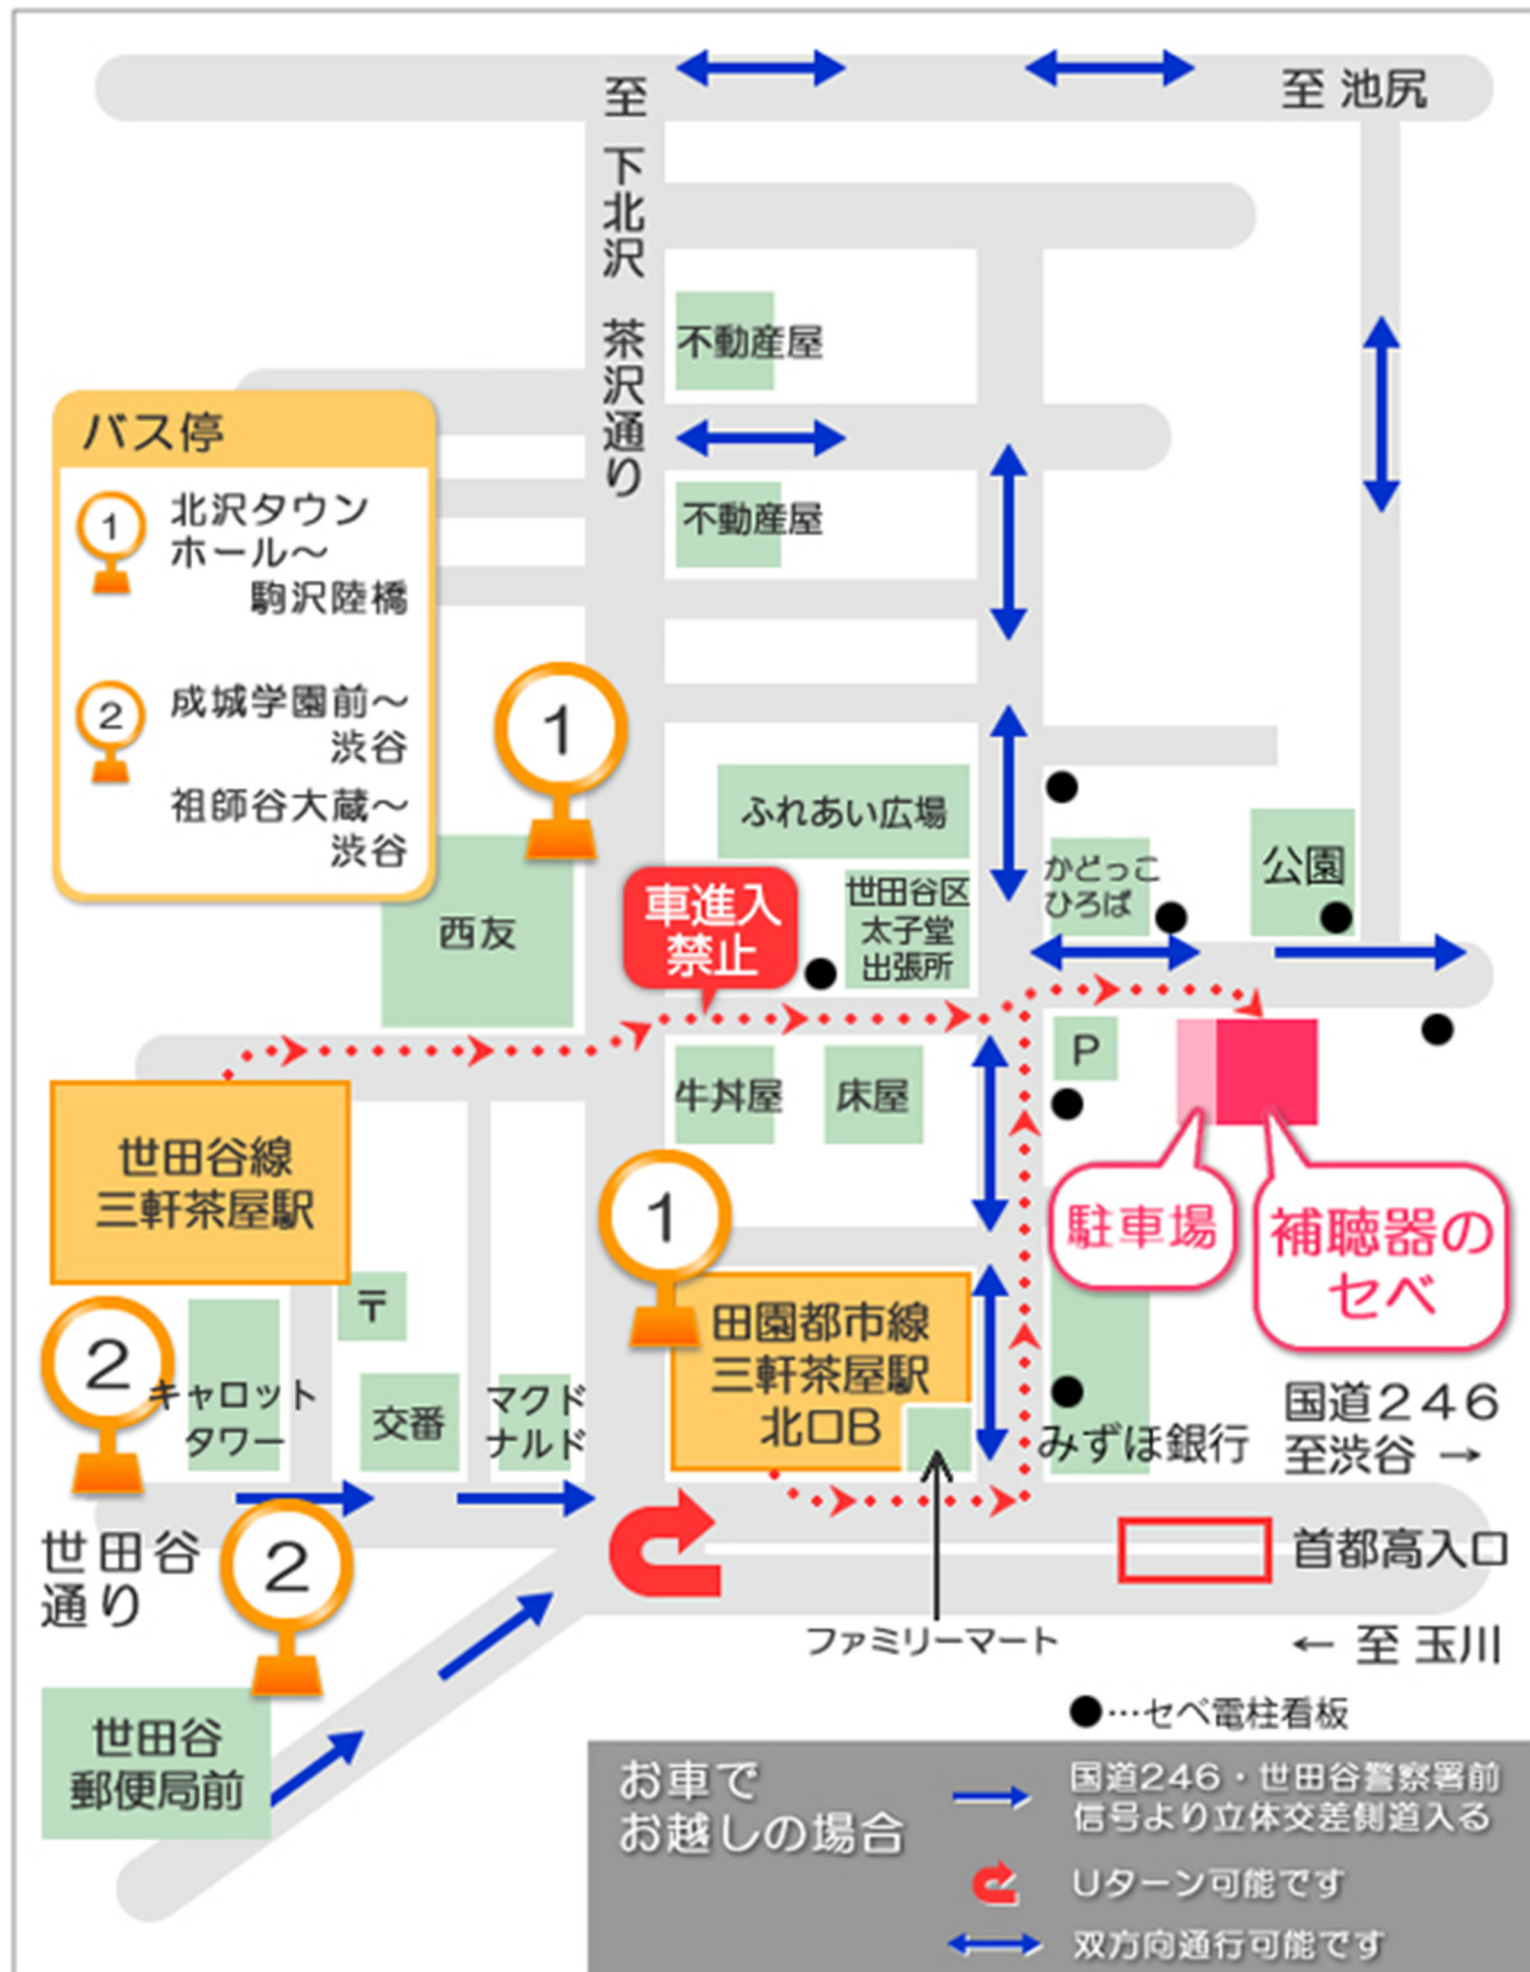 至 池尻
至 下北沢 茶沢通り
不動産屋
バス停
1
北沢タウン
ホール～
駒沢陸橋
2
成城学園前～
渋谷
祖師谷大蔵～
渋谷
不動産屋
1
ふれあい広場
西友
車進入
禁止
世田谷区
太子堂
出張所
かどっこ
ひろば
公園
牛丼屋
床屋
P
世田谷線
三軒茶屋駅
駐車場
補聴器の
セベ
1
〒
田園都市線
三軒茶屋駅
北口B
2
キャロット
タワー
交番
マクド
ナルド
みずほ銀行
国道246
至渋谷 →
世田谷
通り
2
首都高入口
ファミリーマート
← 至 玉川
世田谷
郵便局前
●…セベ電柱看板
お車で
お越しの場合
国道246・世田谷警察署前
信号より立体交差側道入る
Uターン可能です
双方向通行可能です